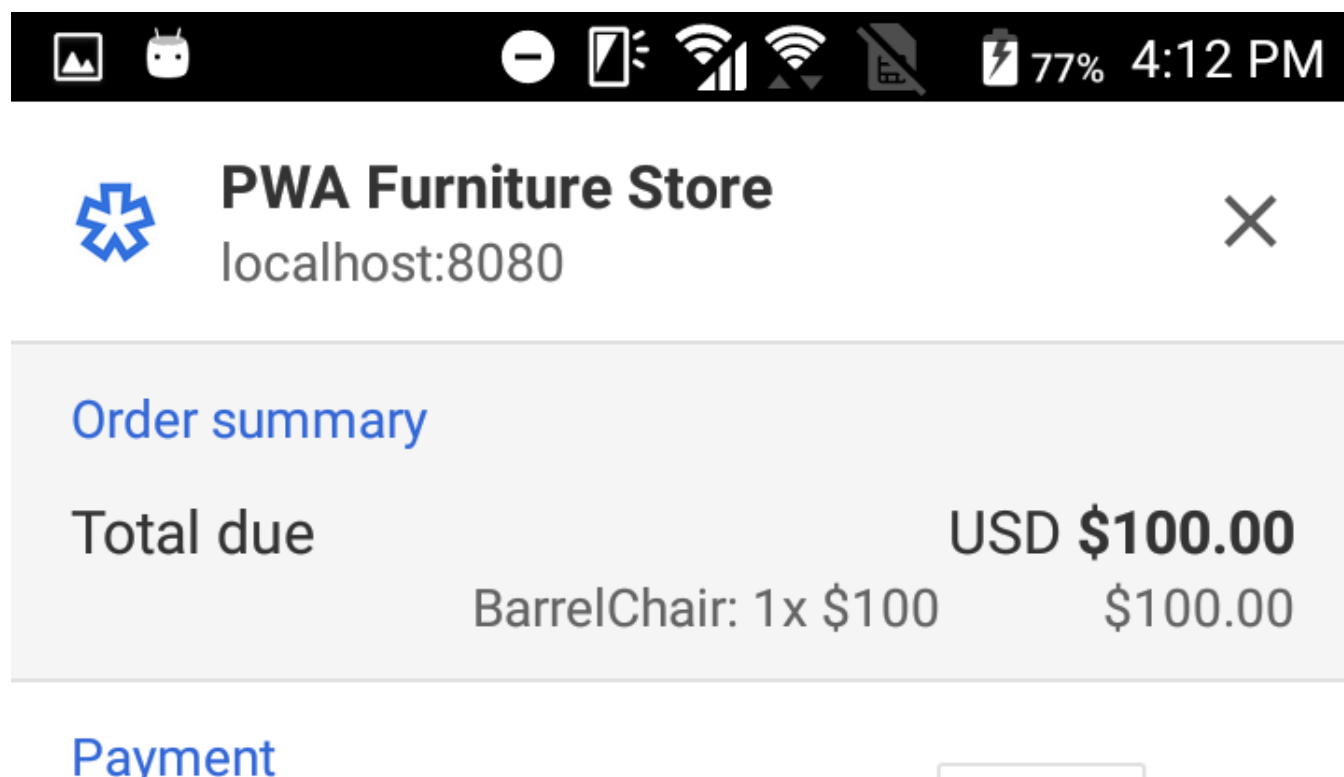 77% 4:12 PM
PWA Furniture Store
localhost:8080
Order summary
Total due USD $100.00
BarrelChair: 1x $100 $100.00
Payment